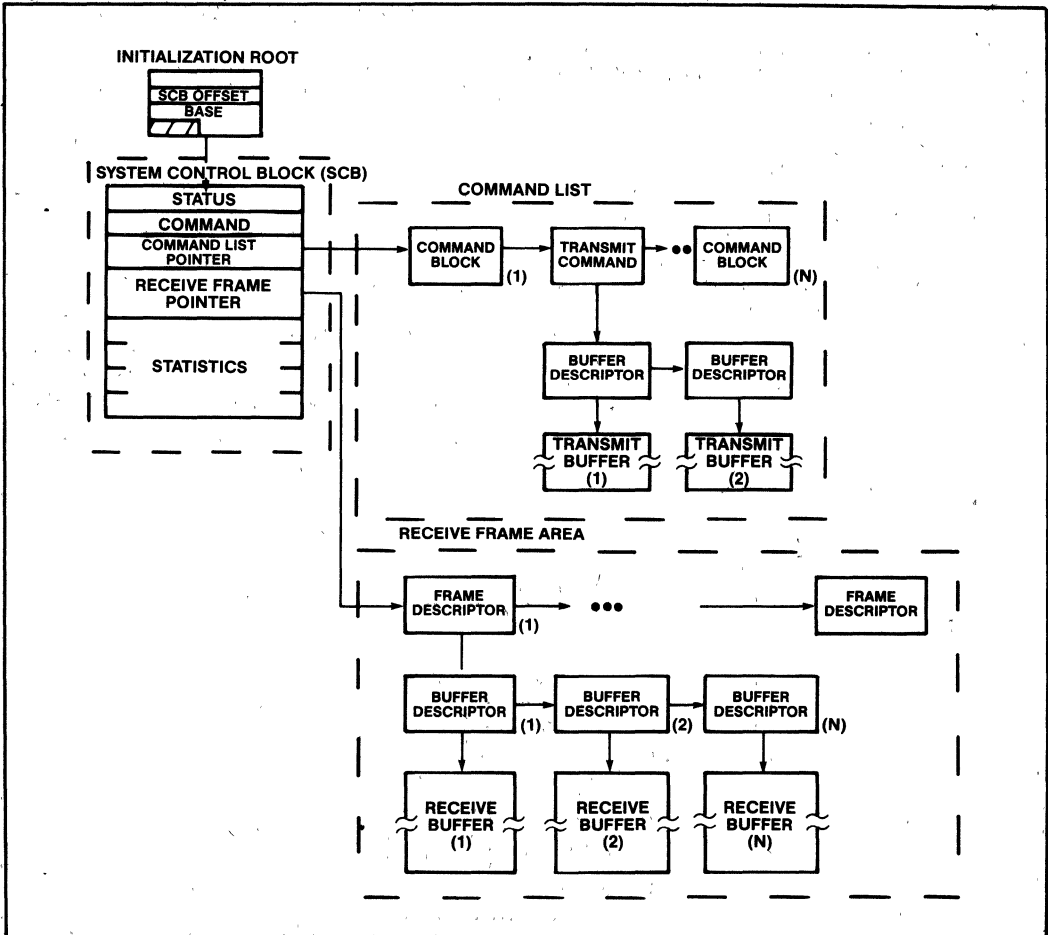 INITIALIZATION ROOT
SCB OFFSET
BASE
SYSTEM CONTROL BLOCK (SCB)
STATUS
COMMAND
COMMAND LIST
POINTER
RECEIVE FRAME
POINTER
STATISTICS
COMMAND LIST
COMMAND
BLOCK
(1)
TRANSMIT
COMMAND
COMMAND
BLOCK
(N)
BUFFER
DESCRIPTOR
BUFFER
DESCRIPTOR
TRANSMIT
BUFFER
(1)
TRANSMIT
BUFFER
(2)
RECEIVE FRAME AREA
FRAME
DESCRIPTOR
(1)
FRAME
DESCRIPTOR
BUFFER
DESCRIPTOR
(1)
BUFFER
DESCRIPTOR
(2)
BUFFER
DESCRIPTOR
(N)
RECEIVE
BUFFER
(1)
RECEIVE
BUFFER
(2)
RECEIVE
BUFFER
(N)